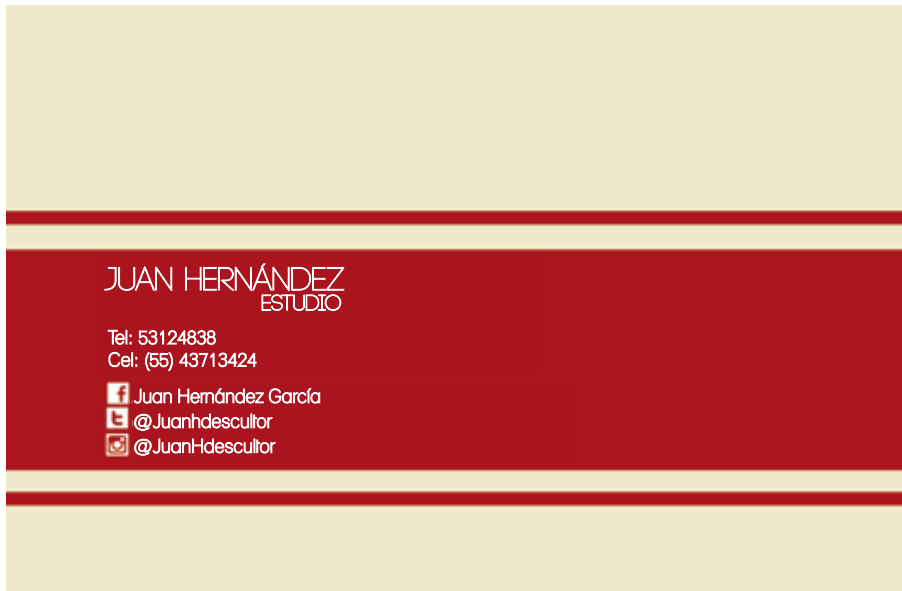 JUAN HERNÁNDEZ
ESTUDIO
Tel: 53124838
Cel: (55) 43713424
Juan Hernández García
@Juanhdescultor
@JuanHdescultor